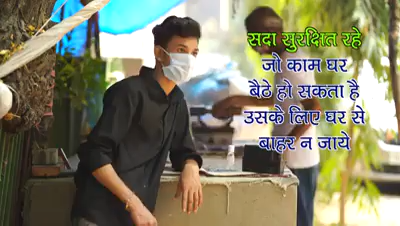 सदा सुरक्षित रहे
जो काम घर
बैठे हो सकता है
उसके लिए घर से
बाहर न जाये